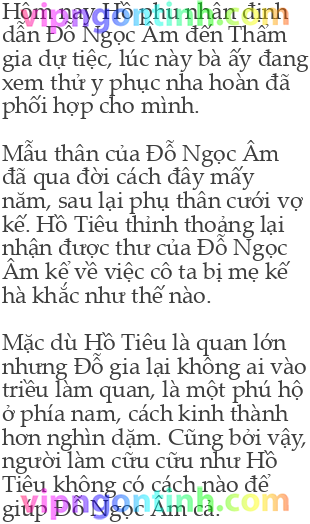 Hôm nay Hồ phu nhân định
dẫn Đỗ Ngọc Âm đến Thẩm
gia dự tiệc, lúc này bà ấy đang
xem thử y phục nha hoàn đã
phối hợp cho mình.
Mẫu thân của Đỗ Ngọc Âm
đã qua đời cách đây mấy
năm, sau lại phụ thân cưới vợ
kế. Hồ Tiêu thỉnh thoảng lại
nhận được thư của Đỗ Ngọc
Âm kể về việc cô ta bị mẹ kế
hà khắc như thế nào.
Mặc dù Hồ Tiêu là quan lớn
nhưng Đỗ gia lại không ai vào
triều làm quan, là một phú hộ
ở phía nam, cách kinh thành
hơn nghìn dặm. Cũng bởi vậy,
người làm cữu cữu như Hồ
Tiêu không có cách nào để
giúp Đỗ Ngọc Âm cả.